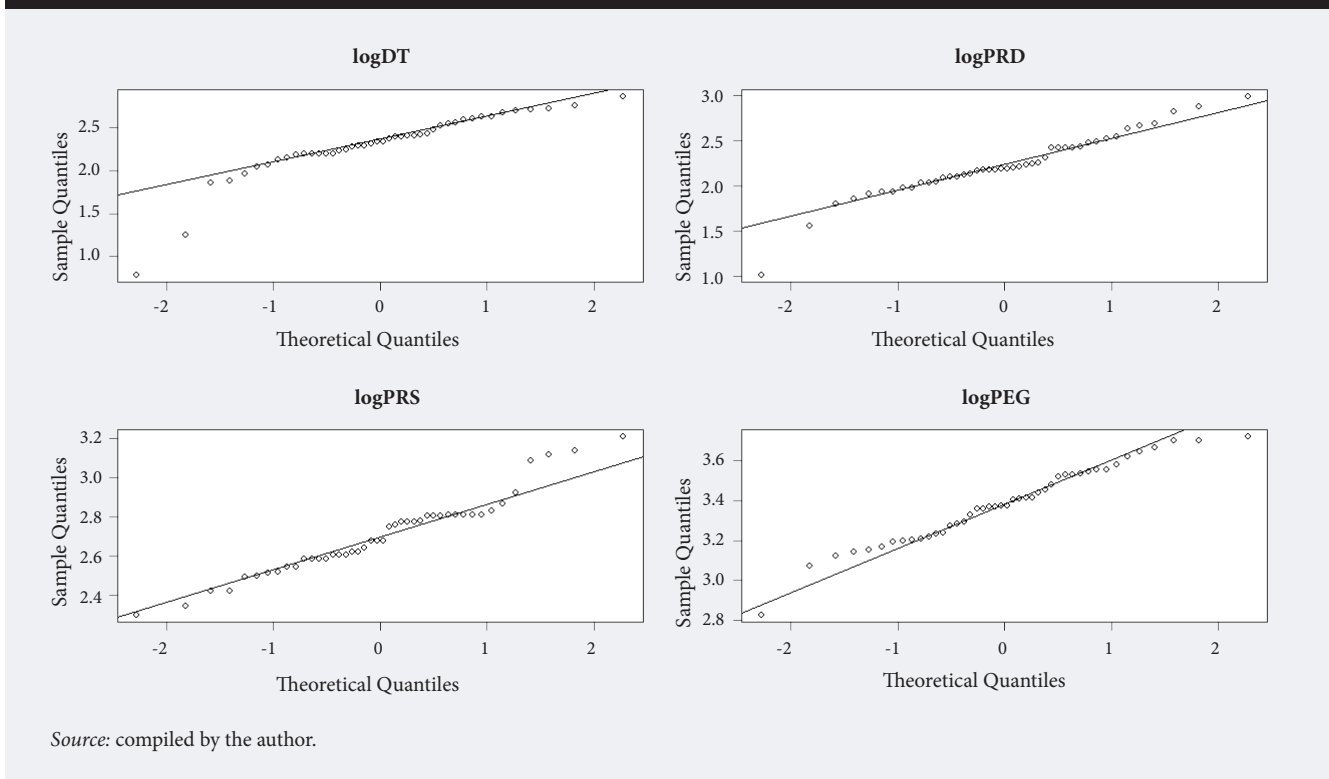 logDT
Sample Quantiles
2.5
2.0
1.5
1.0
-2 -1 0 1 2
Theoretical Quantiles
logPRD
Sample Quantiles
3.0
2.5
2.0
1.5
1.0
-2 -1 0 1 2
Theoretical Quantiles
logPRS
Sample Quantiles
3.2
3.0
2.8
2.6
2.4
-2 -1 0 1 2
Theoretical Quantiles
logPEG
Sample Quantiles
3.6
3.4
3.2
3.0
2.8
-2 -1 0 1 2
Theoretical Quantiles
Source: compiled by the author.